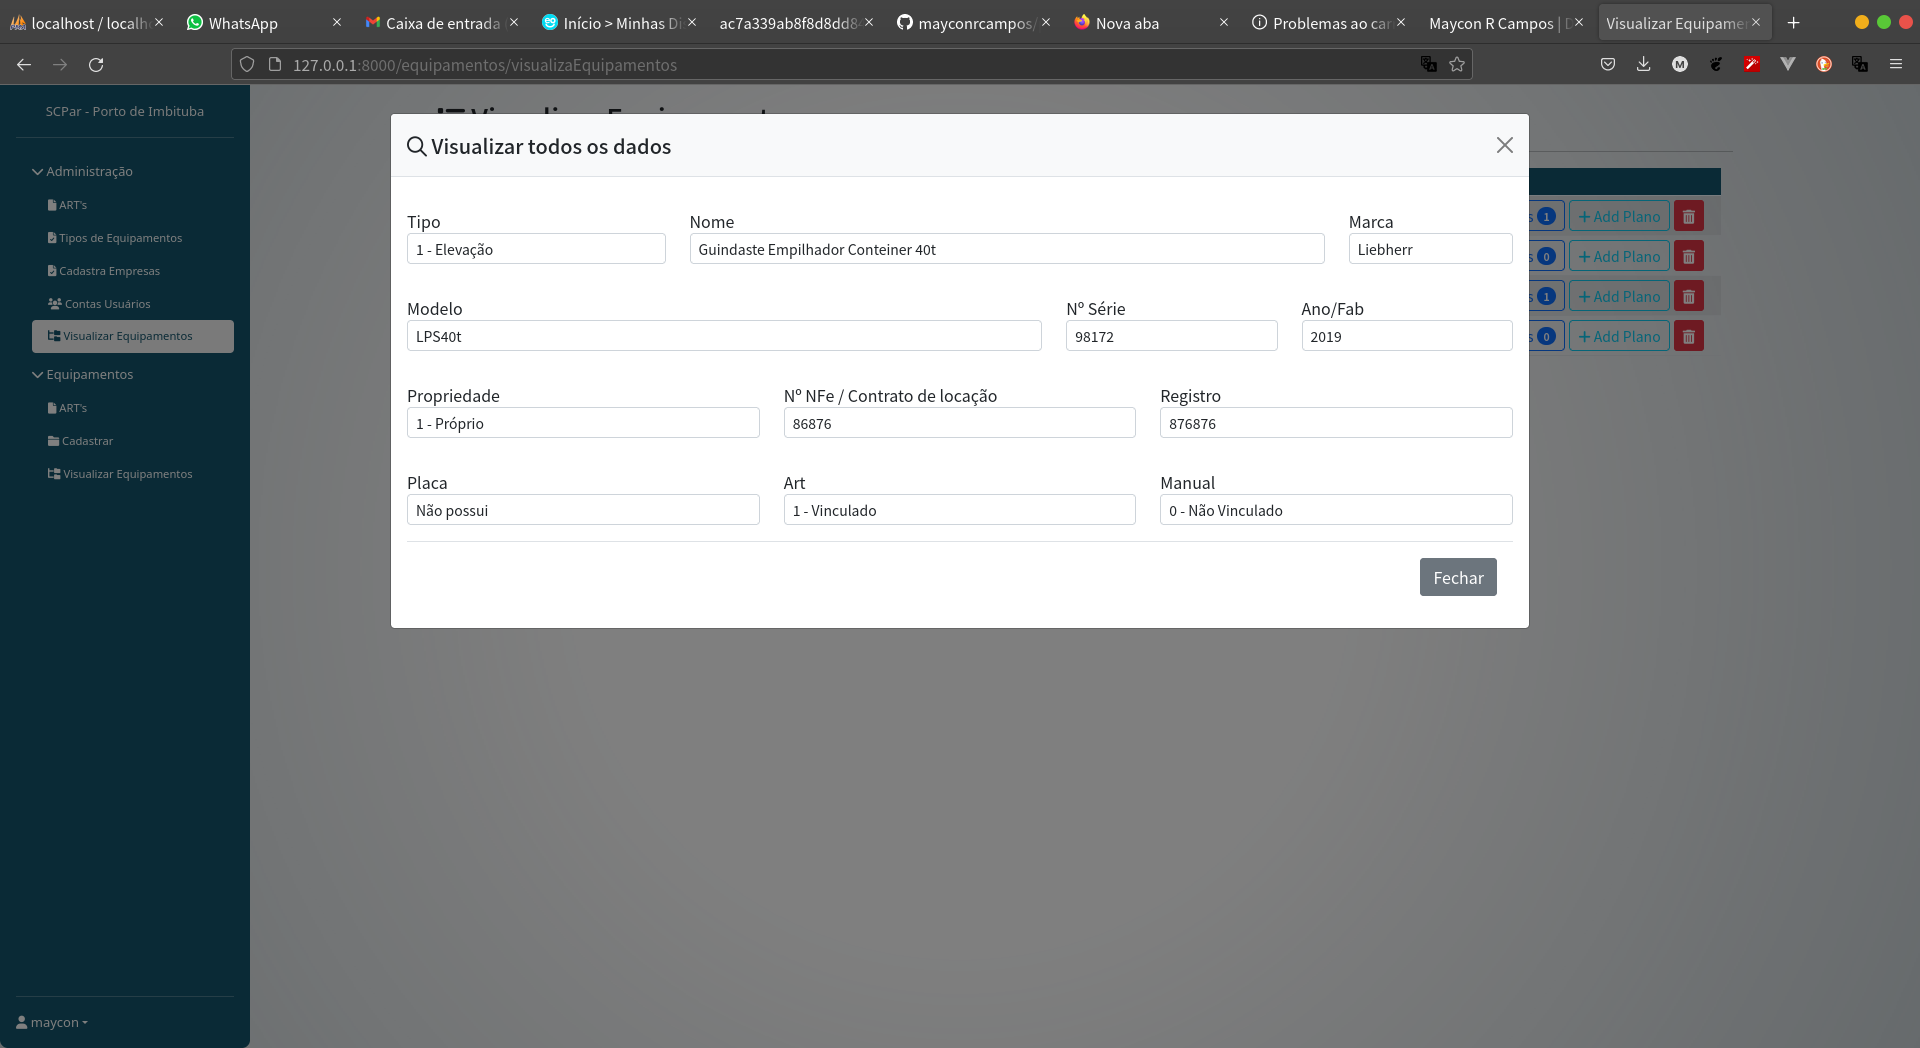 localhost / localh
WhatsApp
Caixa de entrada
Início > Minhas Di
ac7a339ab8f8d8dd8
mayconrcampos/
Nova aba
Problemas ao car
Maycon R Campos |
Visualizar Equipamen
127.0.0.1:8000/equipamentos/visualizaEquipamentos
SCPar - Porto de Imbituba
Administração
ART's
Tipos de Equipamentos
Cadastra Empresas
Contas Usuários
Visualizar Equipamentos
Equipamentos
ART's
Cadastrar
Visualizar Equipamentos
maycon
Visualizar todos os dados
Tipo
1 - Elevação
Nome
Guindaste Empilhador Conteiner 40t
Marca
Liebherr
Modelo
LPS40t
Nº Série
98172
Ano/Fab
2019
Propriedade
1 - Próprio
Nº NFe / Contrato de locação
86876
Registro
876876
Placa
Não possui
Art
1 - Vinculado
Manual
0 - Não Vinculado
Fechar
s 1 + Add Plano
s 0 + Add Plano
s 1 + Add Plano
s 0 + Add Plano